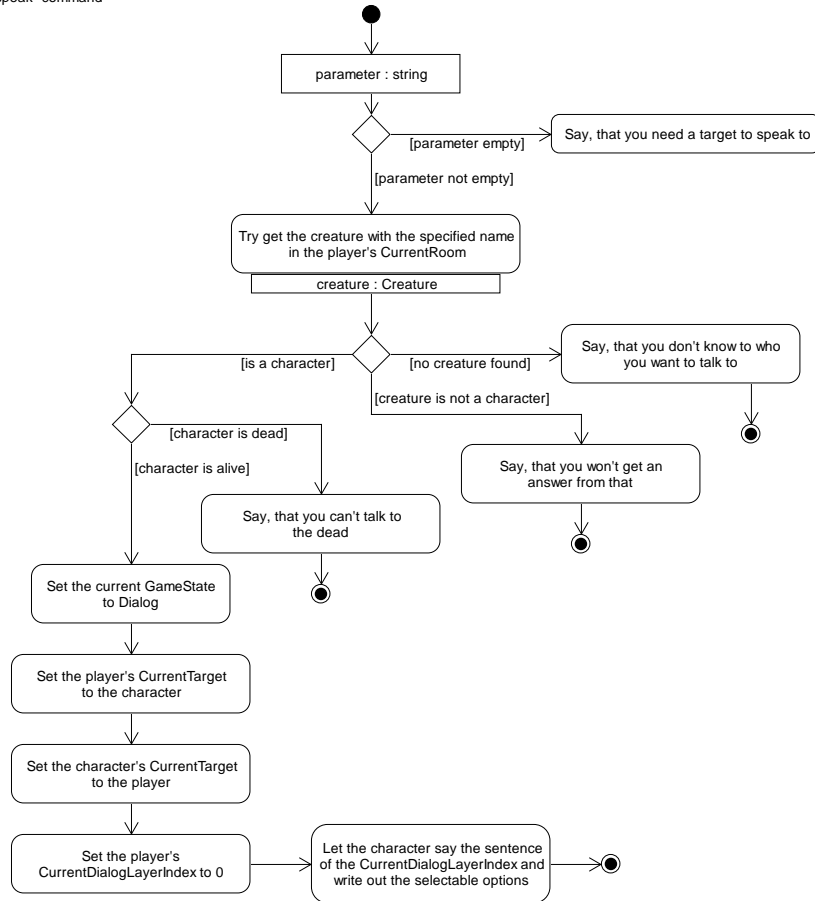 command
parameter : string
[parameter empty]
Say, that you need a target to speak to
[parameter not empty]
Try get the creature with the specified name
in the player's CurrentRoom
creature : Creature
[is a character]
[no creature found]
Say, that you don't know to who
you want to talk to
[creature is not a character]
[character is dead]
[character is alive]
Say, that you won't get an
answer from that
Say, that you can't talk to
the dead
Set the current GameState
to Dialog
Set the player's CurrentTarget
to the character
Set the character's CurrentTarget
to the player
Set the player's
CurrentDialogLayerIndex to 0
Let the character say the sentence
of the CurrentDialogLayerIndex and
write out the selectable options